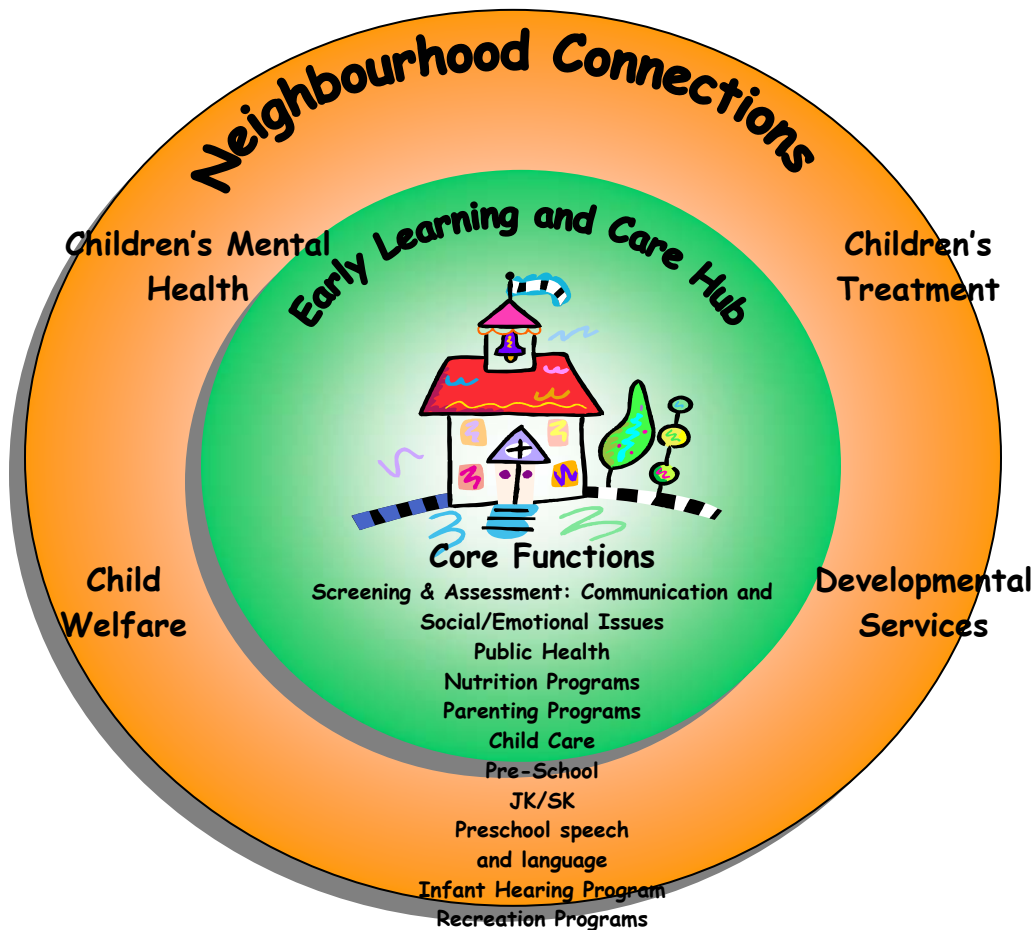 Neighbourhood Connections
Early Learning and Care Hub
Children's Mental
Health
Children's
Treatment
Child
Welfare
Developmental
Services
Core Functions
Screening & Assessment: Communication and
Social/Emotional Issues
Public Health
Nutrition Programs
Parenting Programs
Child Care
Pre-School
JK/SK
Preschool speech
and language
Infant Hearing Program
Recreation Programs